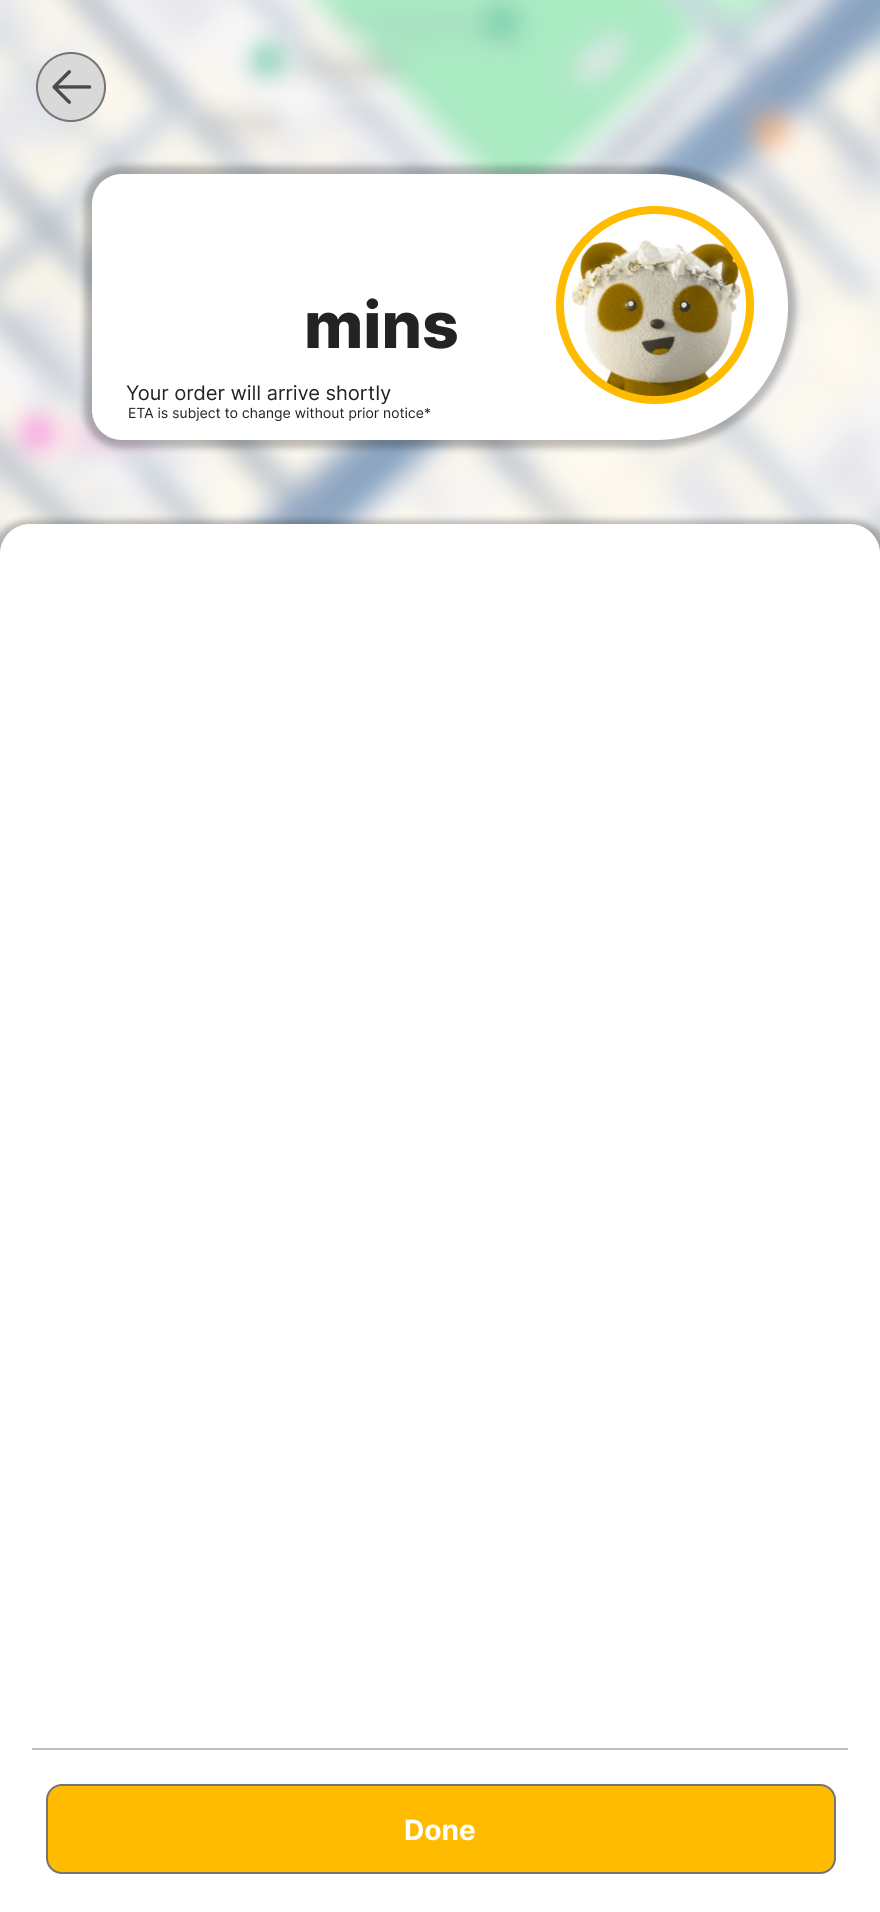 mins
Your order will arrive shortly
ETA is subject to change without prior notice*
Done